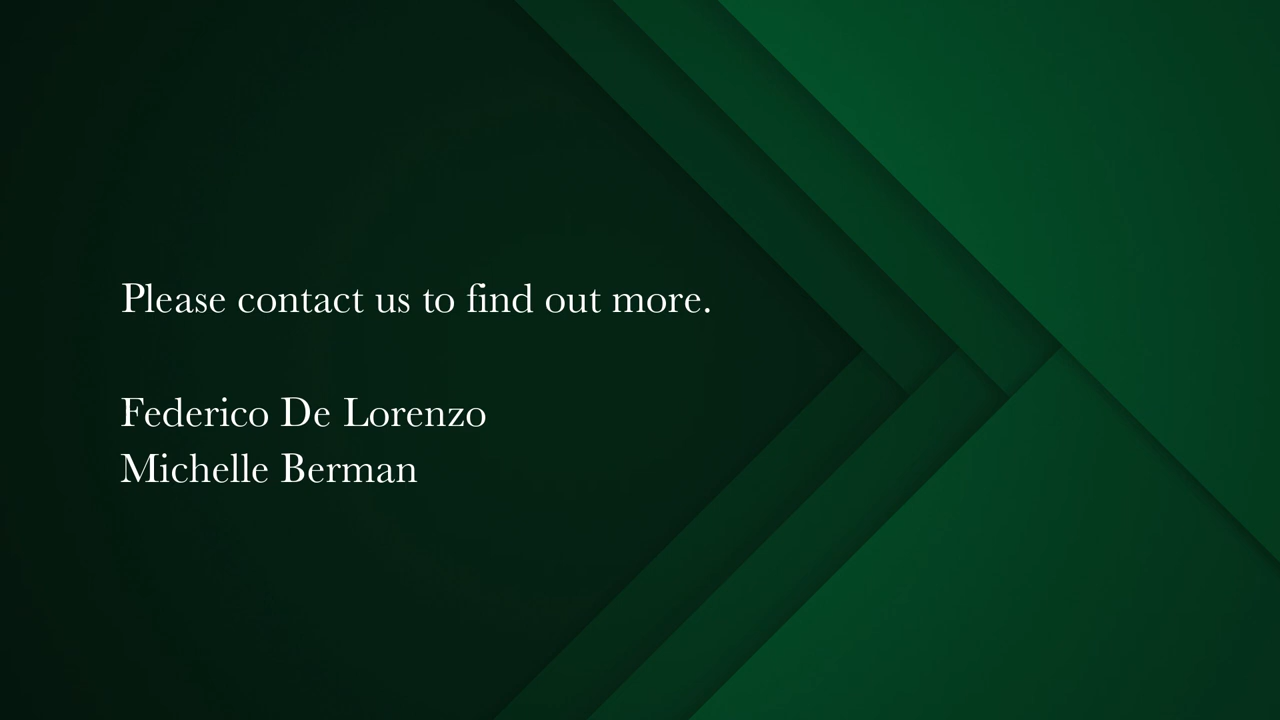 Please contact us to find out more.
Federico De Lorenzo
Michelle Berman